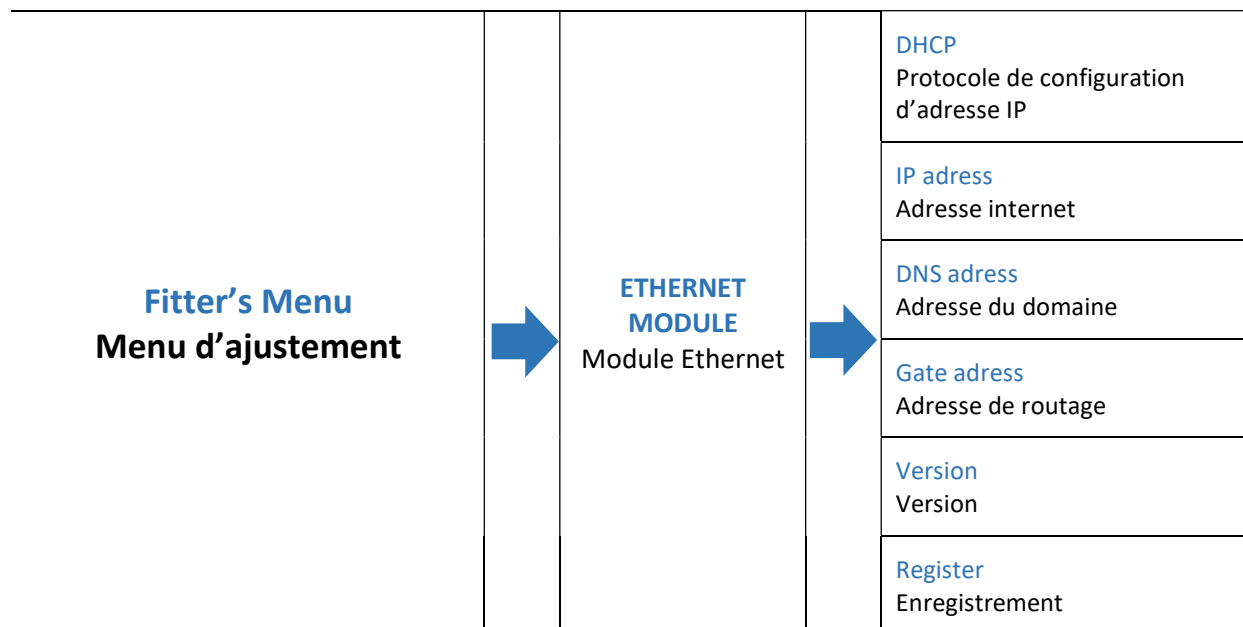 Fitter's Menu
Menu d'ajustement
ETHERNET
MODULE
Module Ethernet
DHCP
Protocole de configuration
d'adresse IP
IP adress
Adresse internet
DNS adress
Adresse du domaine
Gate adress
Adresse de routage
Version
Version
Register
Enregistrement